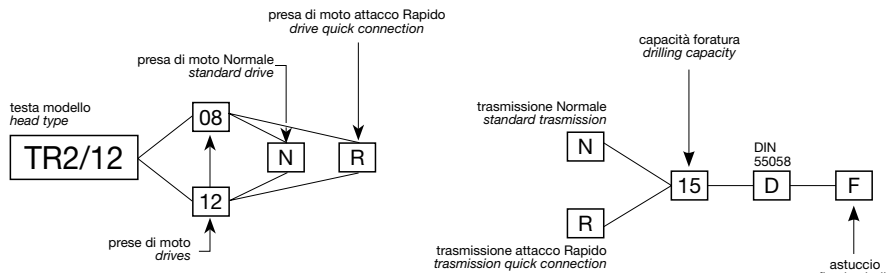 presa di moto attacco Rapido
drive quick connection
presa di moto Normale
standard drive
testa modello
head type
TR2/12
08
N
R
12
prese di moto
drives
capacità foratura
drilling capacity
trasmissione Normale
standard trasmission
N
DIN
55058
15
D
F
R
trasmissione attacco Rapido
trasmission quick connection
astuccio